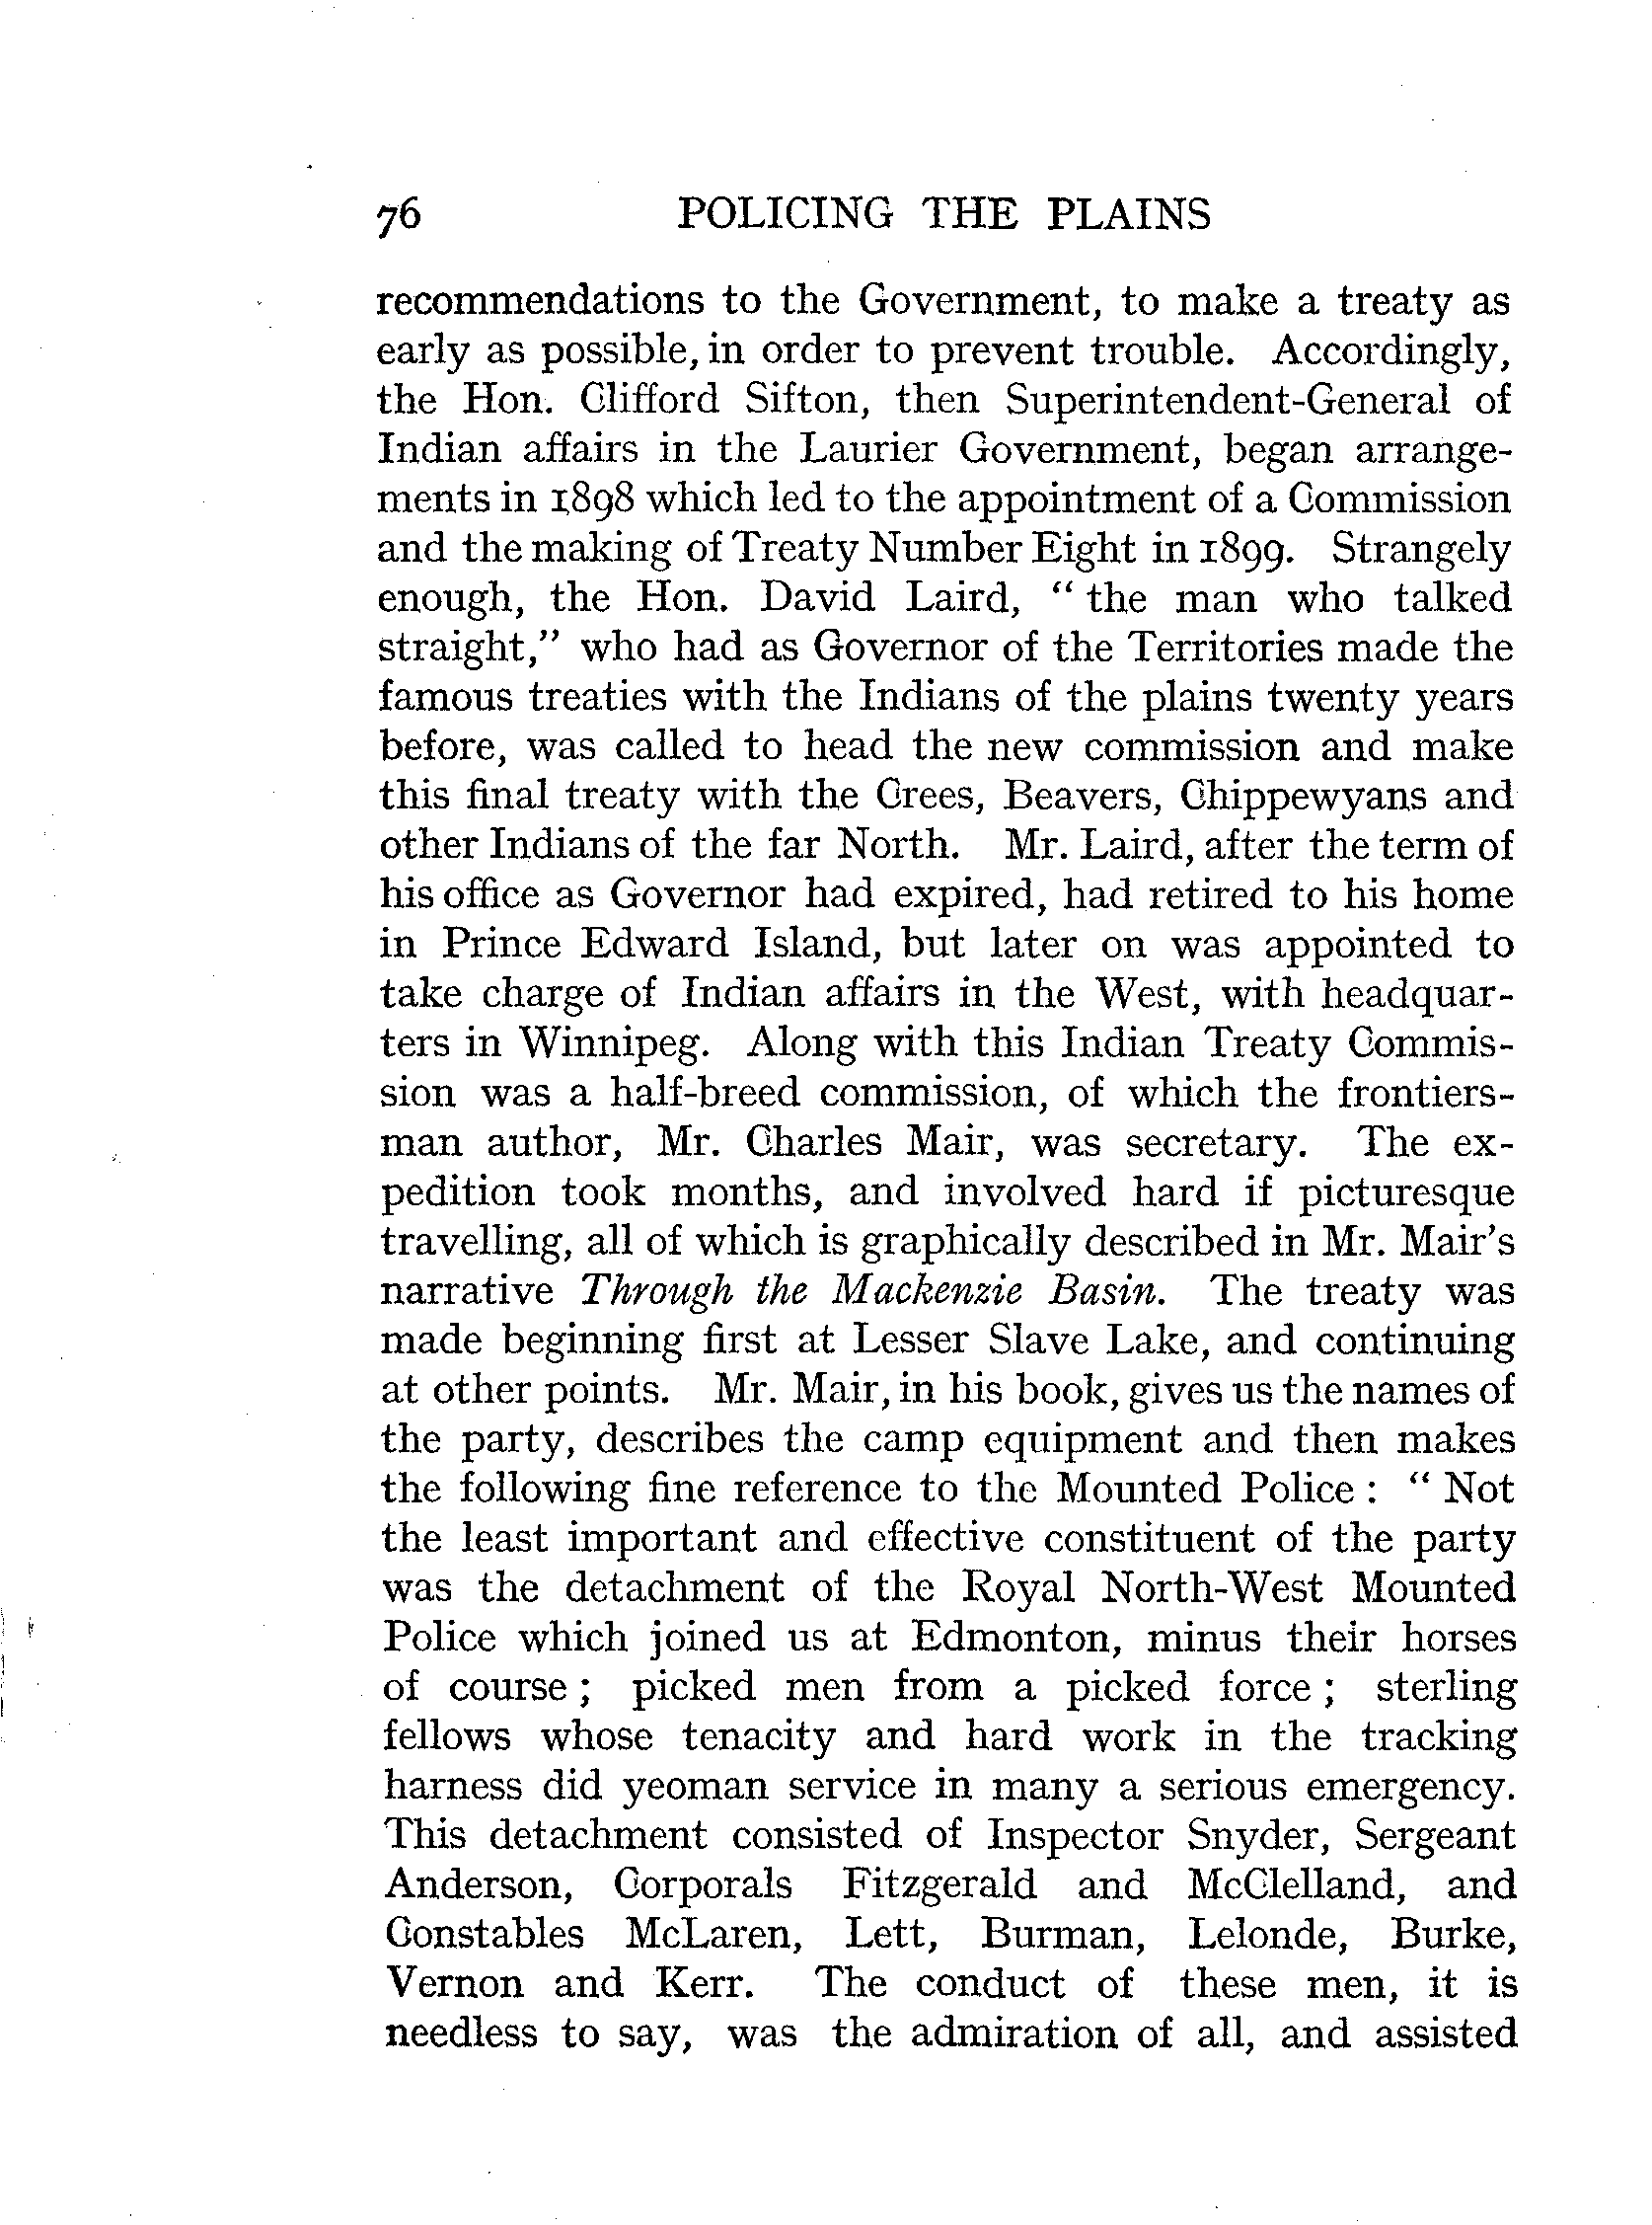 76 POLICING THE PLAINS
recommendations to the Government, to make a treaty as
early as possible, in order to prevent trouble. Accordingly,
the Hon. Clifford Sifton, then Superintendent-General of
Indian affairs in the Laurier Government, began arrange-
ments in 1898 which led to the appointment of a Commission
and the making of Treaty Number Eight in 1899. Strangely
enough, the Hon. David Laird, “ the man who talked
straight,” who had as Governor of the Territories made the
famous treaties with the Indians of the plains twenty years
before, was called to head the new commission and make
this final treaty with the Crees, Beavers, Chippewyans and
other Indians of the far North. Mr. Laird, after the term of
his office as Governor had expired, had retired to his home
in Prince Edward Island, but later on was appointed to
take charge of Indian affairs in the West, with headquar-
ters in Winnipeg. Along with this Indian Treaty Commis-
sion was a half-breed commission, of which the frontiers-
man author, Mr. Charles Mair, was secretary. The ex-
pedition took months, and involved hard if picturesque
travelling, all of which is graphically described in Mr. Mair's
narrative Through the Mackenzie Basin. The treaty was
made beginning first at Lesser Slave Lake, and continuing
at other points. Mr. Mair, in his book, gives us the names of
the party, describes the camp equipment and then makes
the following fine reference to the Mounted Police : “ Not
the least important and effective constituent of the party
was the detachment of the Royal North-West Mounted
Police which joined us at Edmonton, minus their horses
of course ; picked men from a picked force ; sterling
fellows whose tenacity and hard work in the tracking
harness did yeoman service in many a serious emergency.
This detachment consisted of Inspector Snyder, Sergeant
Anderson, Corporals Fitzgerald and McClelland, and
Constables McLaren, Lett, Burman, Lelonde, Burke,
Vernon and Kerr. The conduct of these men, it is
needless to say, was the admiration of all, and assisted